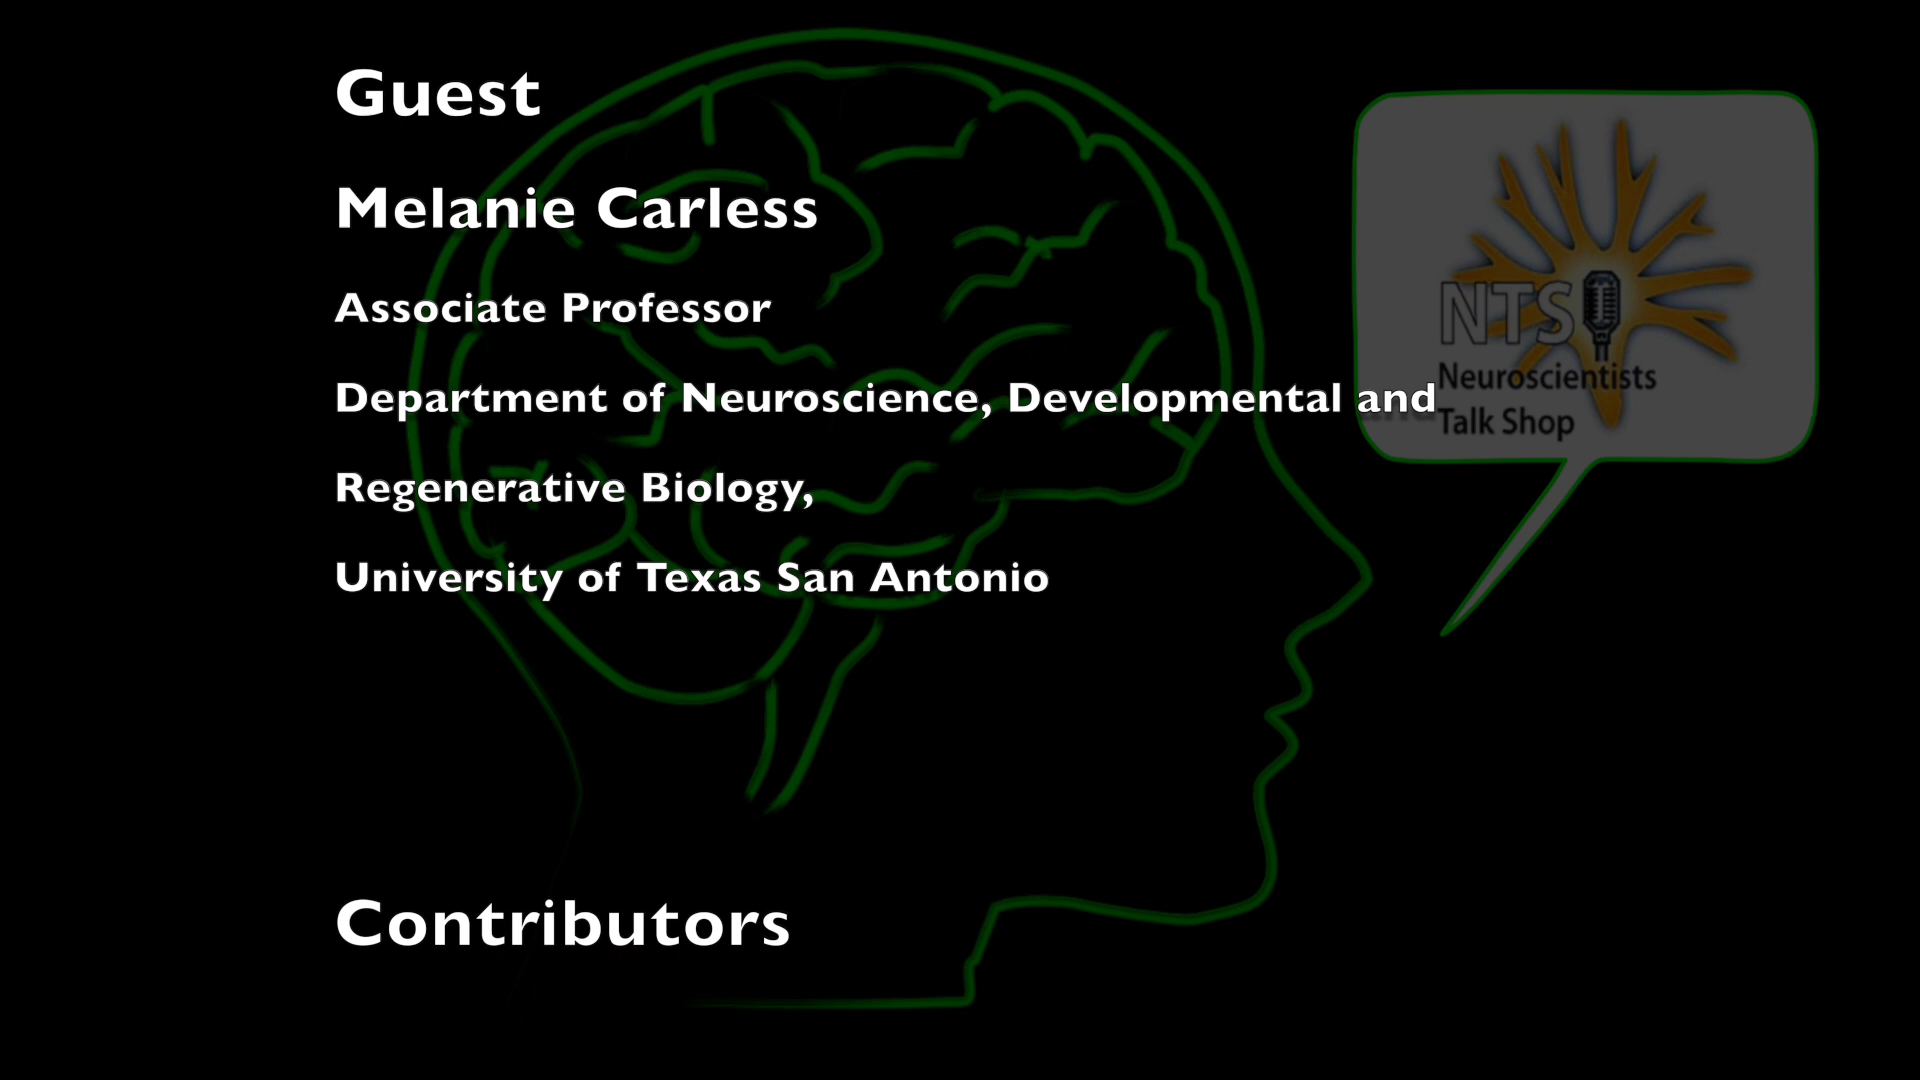 Guest
Melanie Carless
Associate Professor
Department of Neuroscience, Developmental and
Regenerative Biology,
University of Texas San Antonio
Contributors
NTS
Neuroscientists
Talk Shop